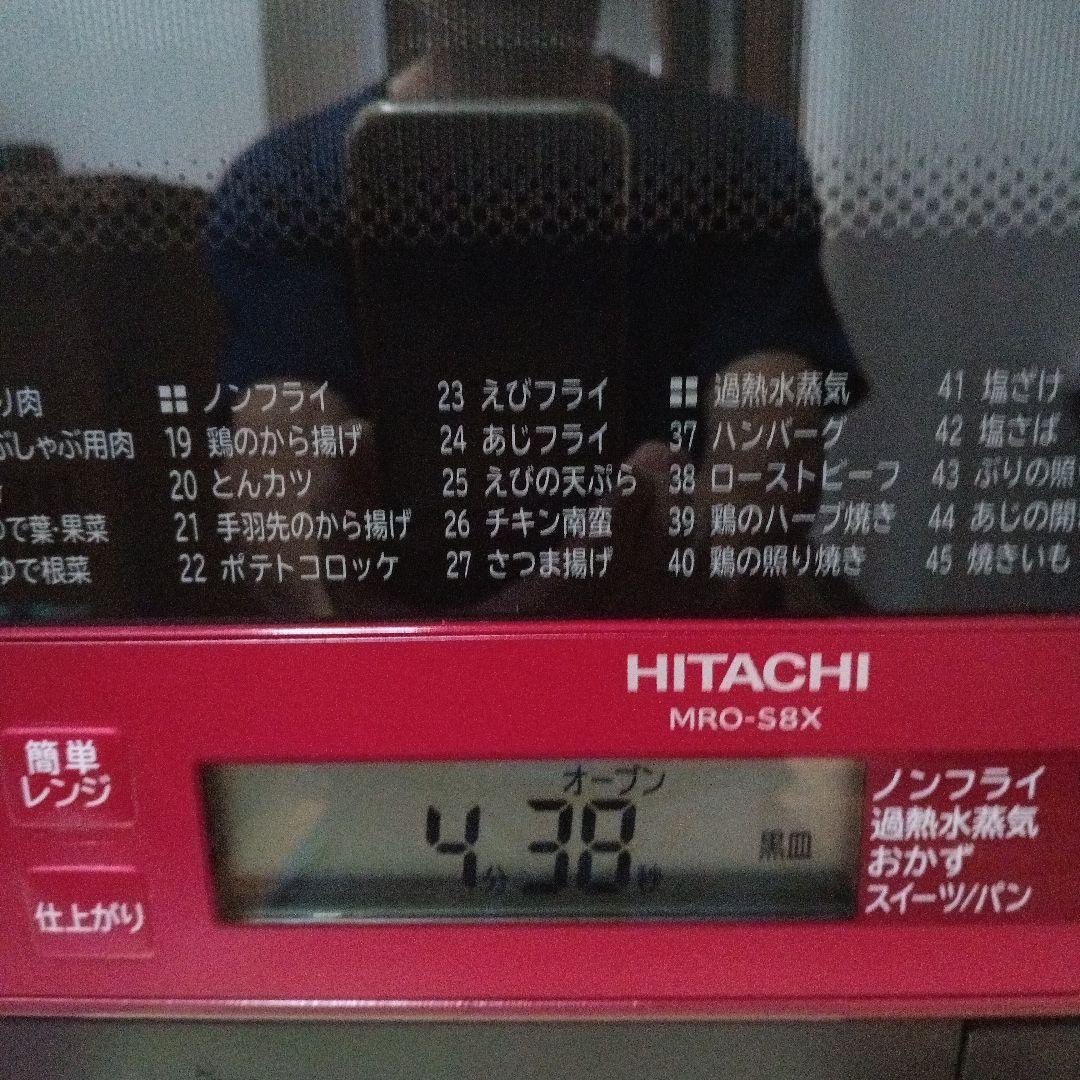 り肉
ぶしゃぶ用肉
ゆで葉・果菜
ゆで根菜
ノンフライ
19 鶏のから揚げ
20 とんカツ
21 手羽先のから揚げ
22 ポテトコロッケ
23 えびフライ
24 あじフライ
25 えびの天ぷら
26 チキン南蛮
27 さつま揚げ
過熱水蒸気
37 ハンバーグ
38 ローストビーフ
39 鶏のハーブ焼き
40 鶏の照り焼き
41 塩ざけ
42 塩さば
43 ぶりの照
44 あじの開
45 焼きいも
HITACHI
MRO-S8X
簡単
レンジ
仕上がり
オーブン
4分38秒
黒皿
ノンフライ
過熱水蒸気
おかず
スイーツ/パン